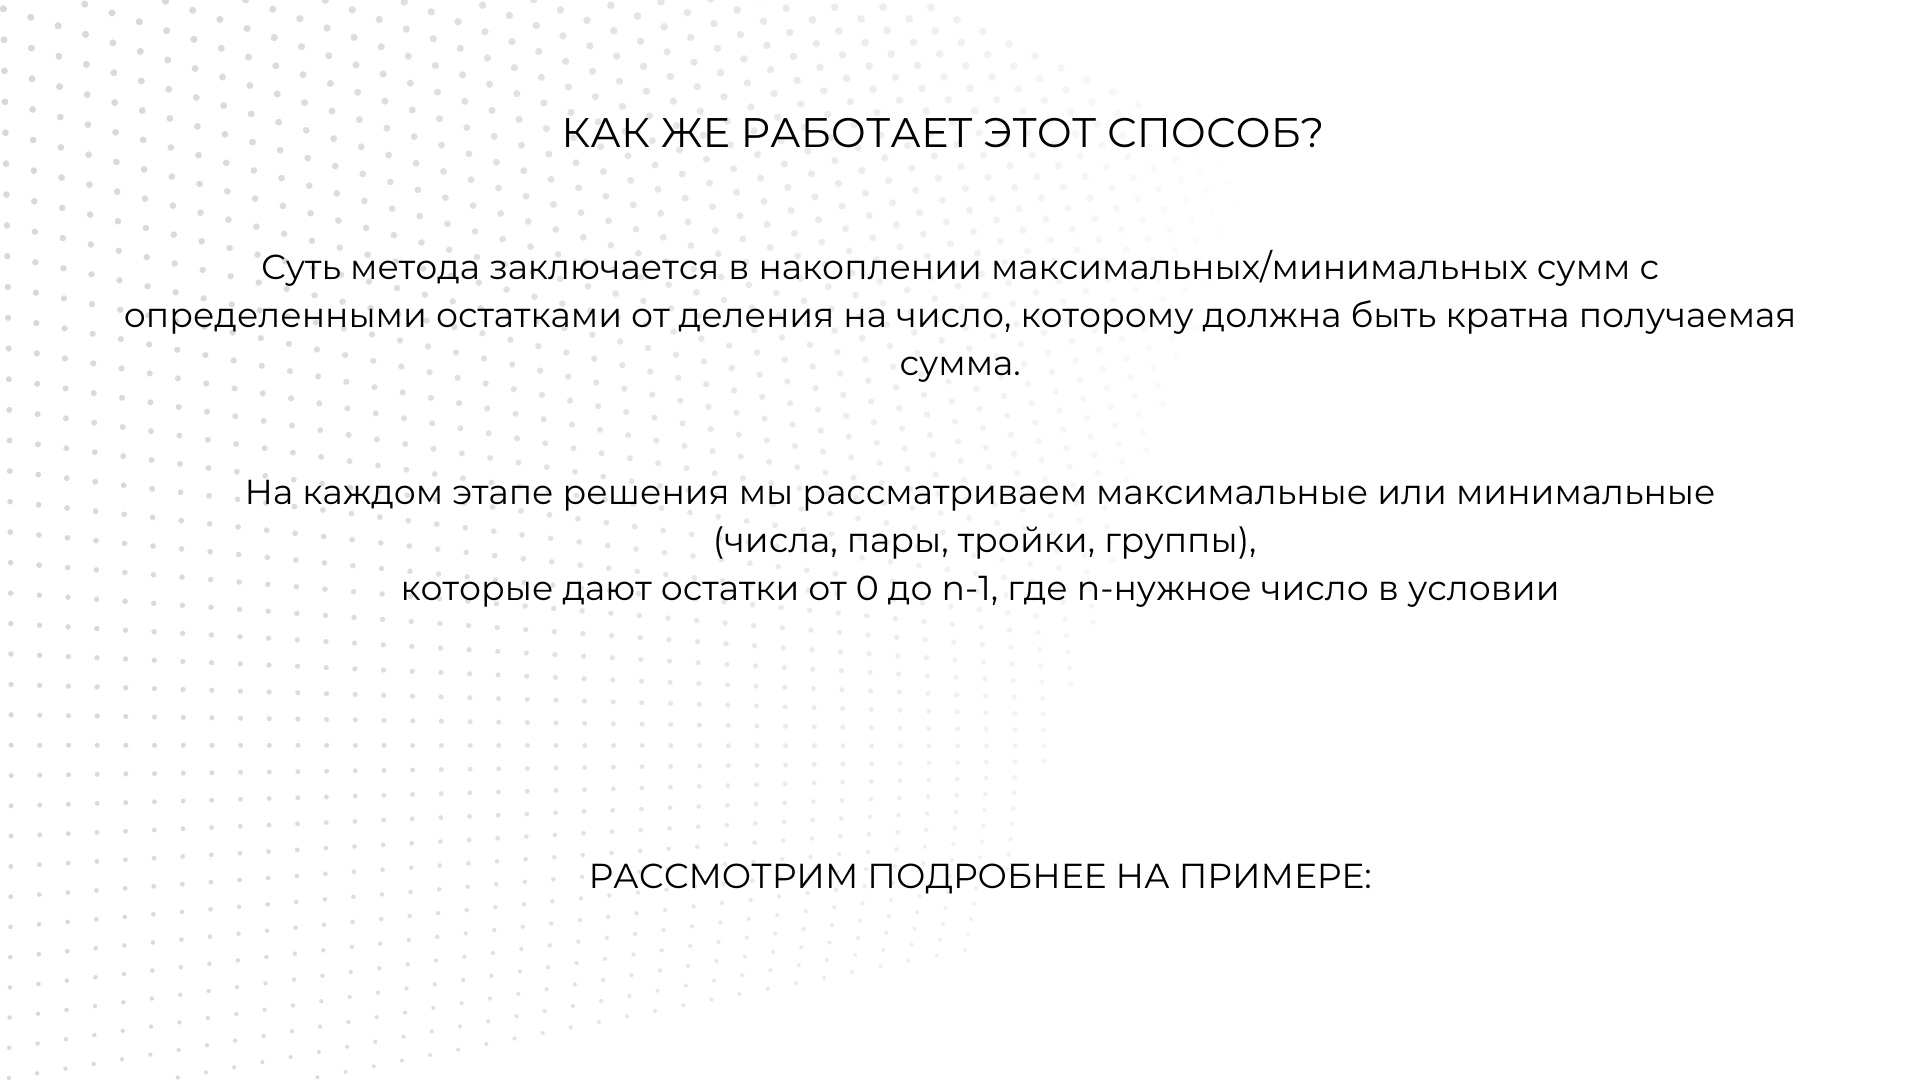 КАК ЖЕ РАБОТАЕТ ЭТОТ СПОСОБ?
Суть метода заключается в накоплении максимальных/минимальных сумм с
определенными остатками от деления на число, которому должна быть кратна получаемая
сумма.
На каждом этапе решения мы рассматриваем максимальные или минимальные
(числа, пары, тройки, группы),
которые дают остатки от 0 до n-1, где n-нужное число в условии
РАССМОТРИМ ПОДРОБНЕЕ НА ПРИМЕРЕ: